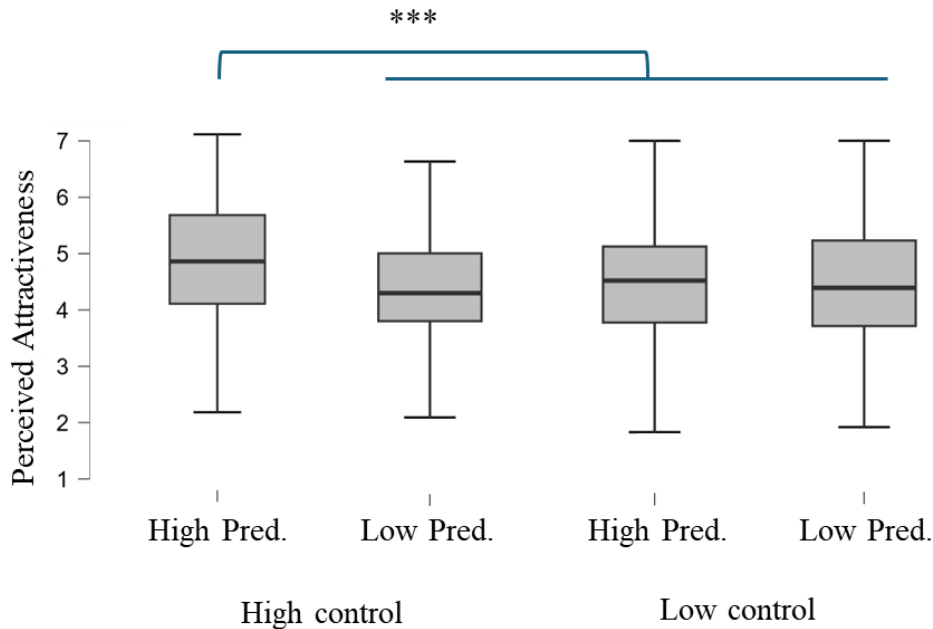 ***
Perceived Attractiveness
7
6
5
4
3
2
1
High Pred.
Low Pred.
High Pred.
Low Pred.
High control
Low control